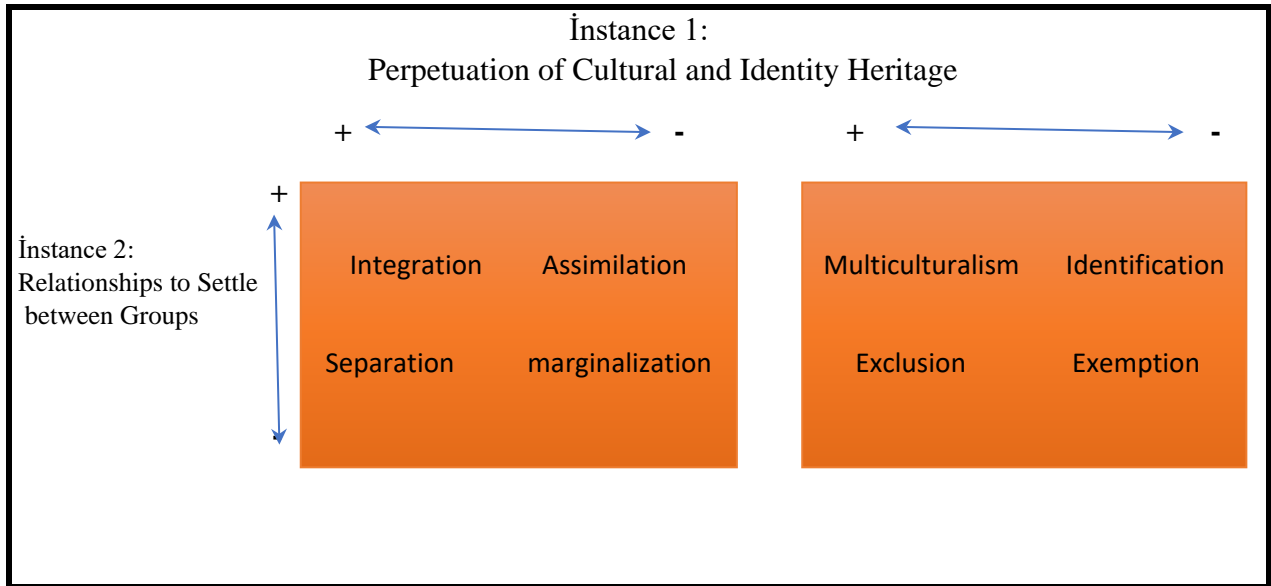 İnstance 1:
Perpetuation of Cultural and Identity Heritage
+ - + -
+
İnstance 2:
Relationships to Settle
between Groups
-
Integration Assimilation
Separation marginalization
Multiculturalism Identification
Exclusion Exemption